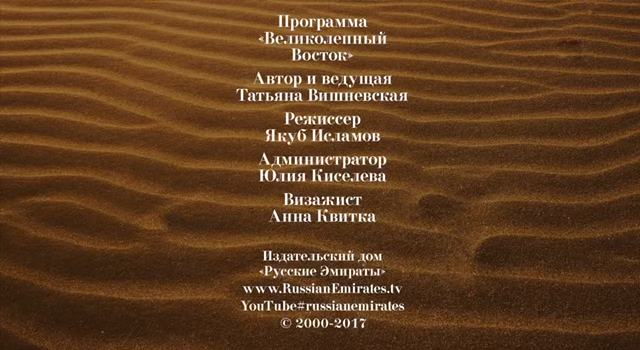 Программа
«Великолепный
Восток»
Автор и ведущая
Татьяна Вишневская
Режиссер
Якуб Исламов
Администратор
Юлия Киселева
Визажист
Анна Квитка
Издательский дом
«Русские Эмираты»
www.RussianEmirates.tv
YouTube#russianemirates
© 2000-2017